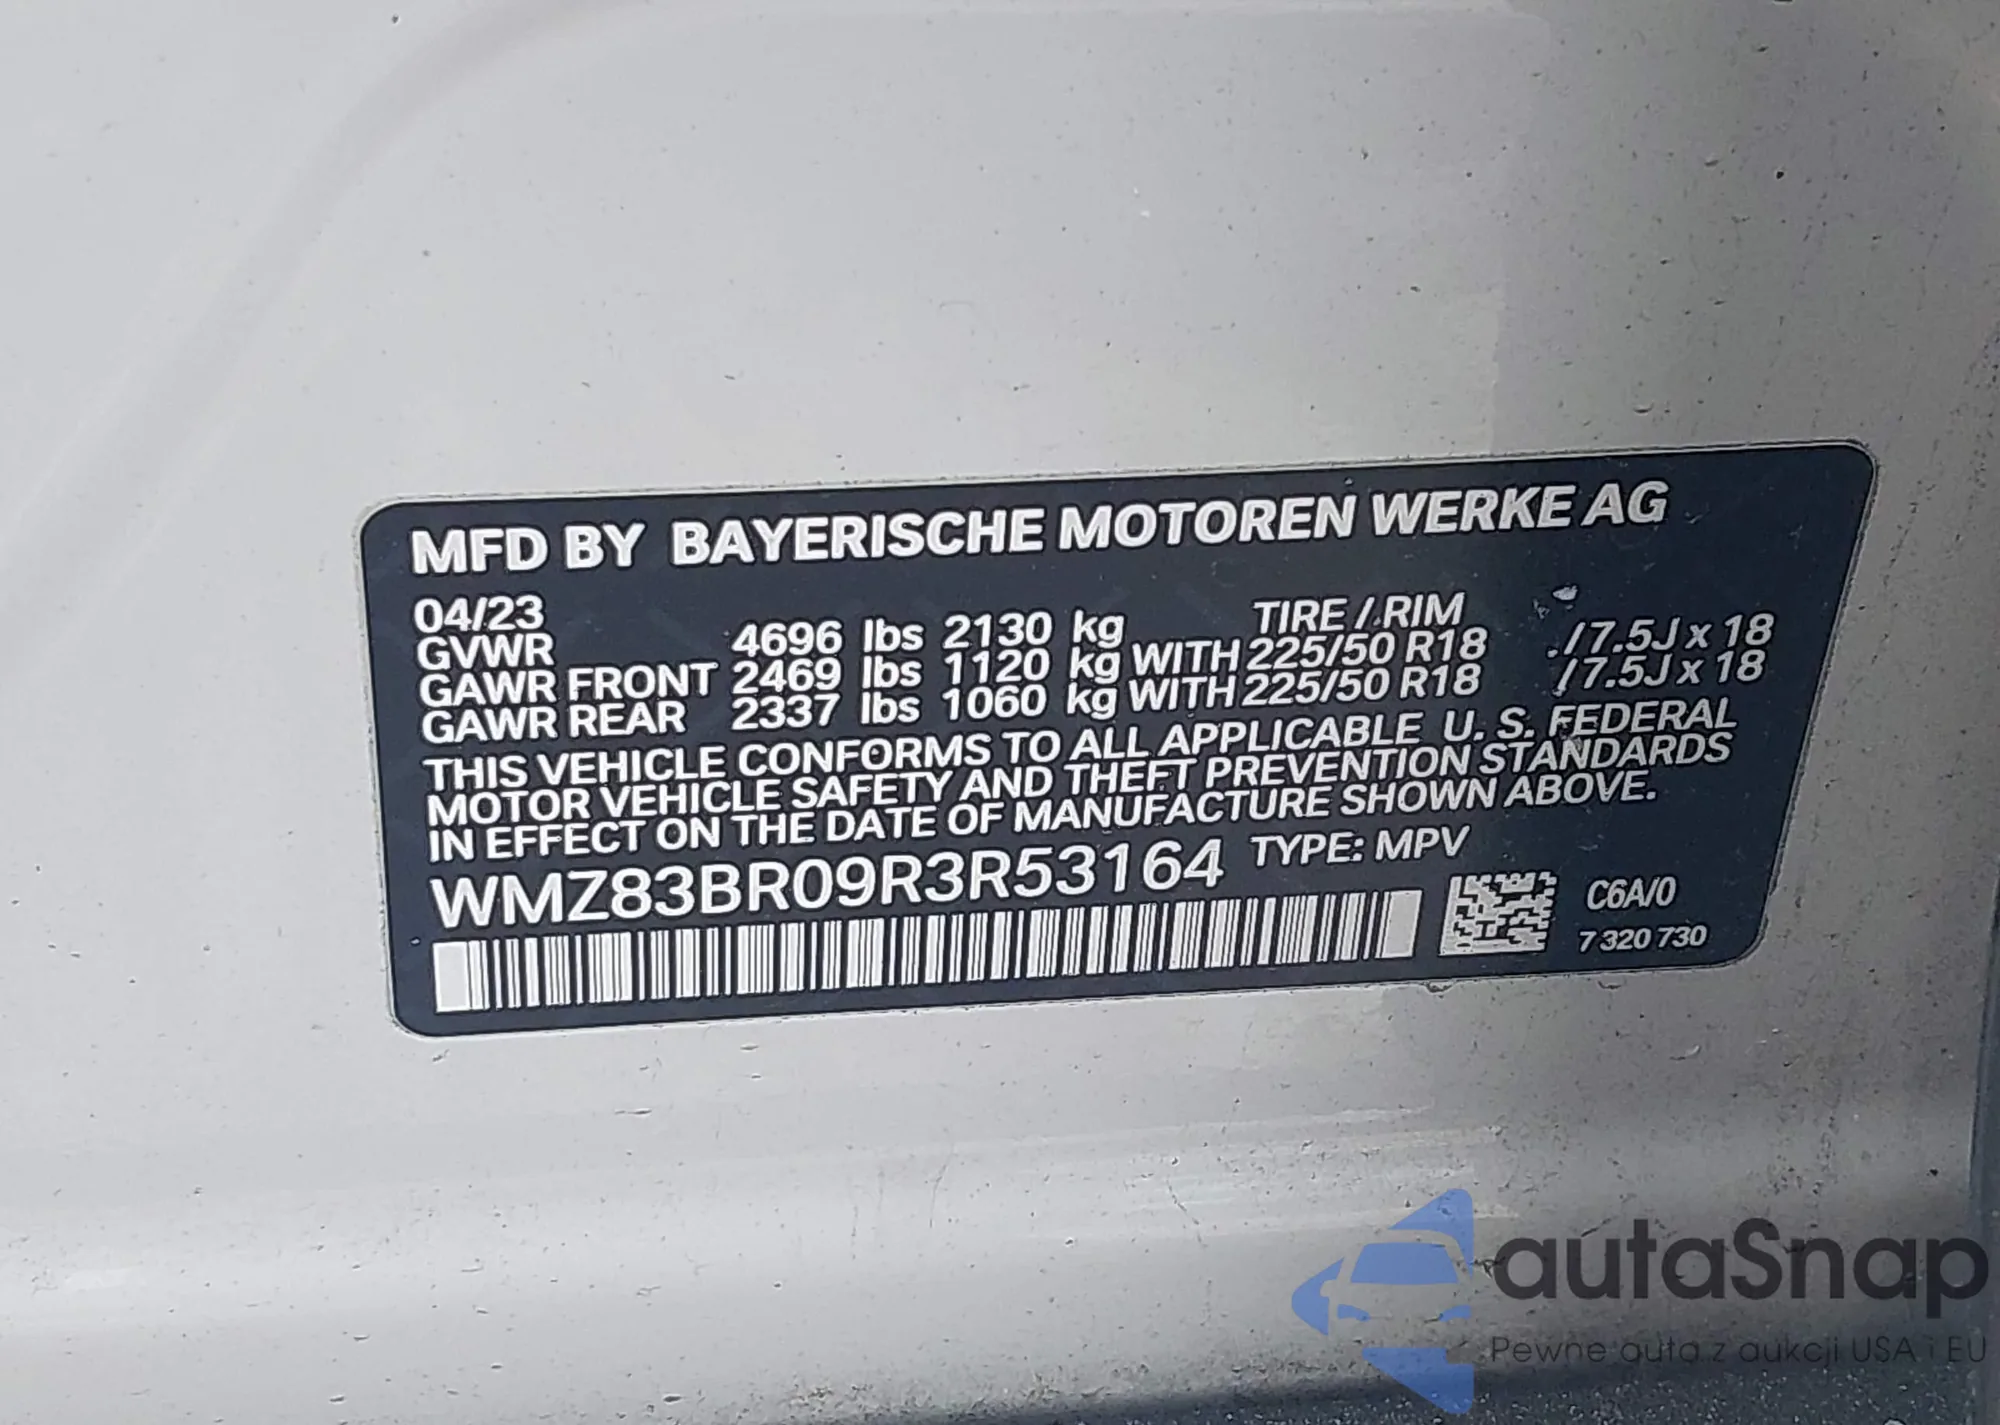 MFD BY BAYERISCHE MOTOREN WERKE AG
04/23 TIRE / RIM
GVWR 4696 lbs 2130 kg
GAWR FRONT 2469 lbs 1120 kg WITH 225/50 R18 /7.5J x 18
GAWR REAR 2337 lbs 1060 kg WITH 225/50 R18 /7.5J x 18
THIS VEHICLE CONFORMS TO ALL APPLICABLE U. S. FEDERAL
MOTOR VEHICLE SAFETY AND THEFT PREVENTION STANDARDS
IN EFFECT ON THE DATE OF MANUFACTURE SHOWN ABOVE.
WMZ83BR09R3R53164 TYPE: MPV
C6A/0
7 320 730
autaSnap
Pewne auta z aukcji USA i EU